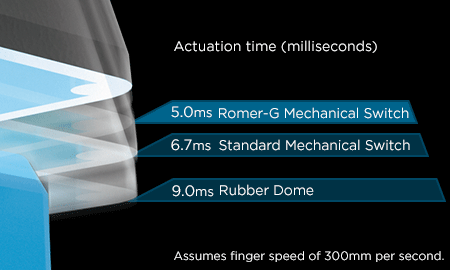 Actuation time (milliseconds)
5.0ms Romer-G Mechanical Switch
6.7ms Standard Mechanical Switch
9.0ms Rubber Dome
Assumes finger speed of 300mm per second.